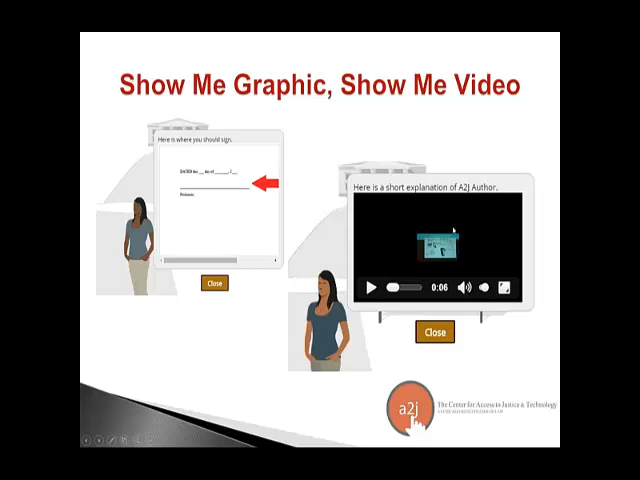 Show Me Graphic, Show Me Video
Here is where you should sign.
Close
Here is a short explanation of A2J Author.
0:06
Close
a2j
The Center for Access to Justice & Technology